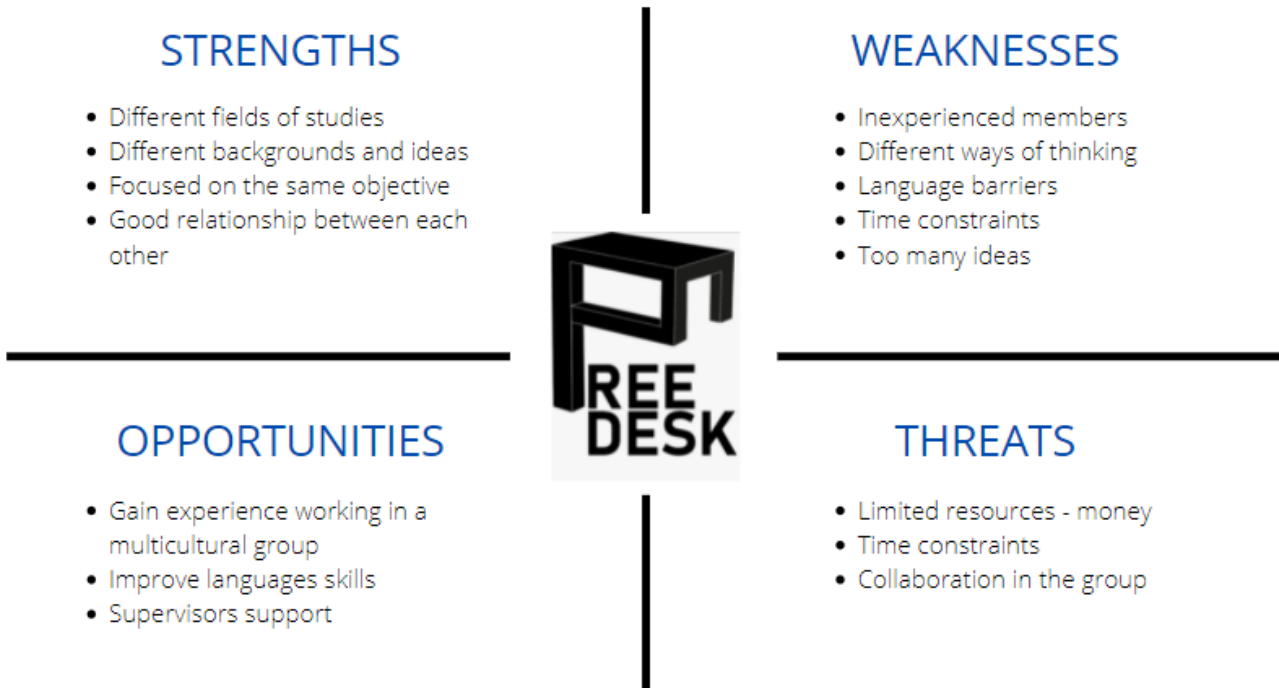 STRENGTHS
• Different fields of studies
• Different backgrounds and ideas
• Focused on the same objective
• Good relationship between each
other
WEAKNESSES
• Inexperienced members
• Different ways of thinking
• Language barriers
• Time constraints
• Too many ideas
REE
DESK
OPPORTUNITIES
• Gain experience working in a
multicultural group
• Improve languages skills
• Supervisors support
THREATS
• Limited resources - money
• Time constraints
• Collaboration in the group